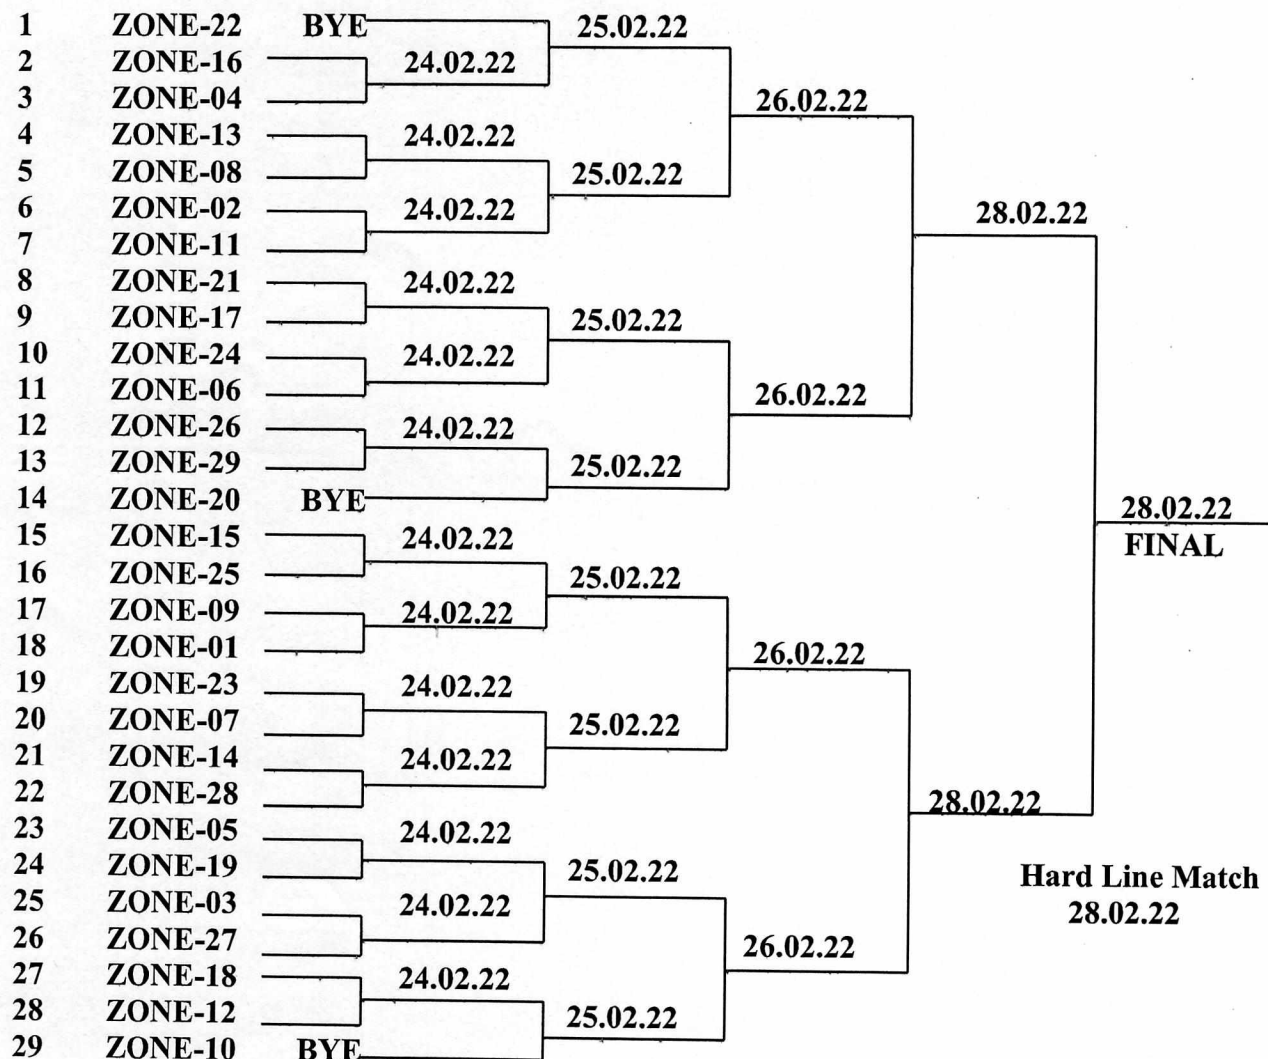 1 ZONE-22 BYE 25.02.22
2 ZONE-16 24.02.22
3 ZONE-04 26.02.22
4 ZONE-13 24.02.22
5 ZONE-08 25.02.22
6 ZONE-02 24.02.22 28.02.22
7 ZONE-11
8 ZONE-21 24.02.22
9 ZONE-17 25.02.22
10 ZONE-24 24.02.22
11 ZONE-06 26.02.22
12 ZONE-26 24.02.22
13 ZONE-29 25.02.22
14 ZONE-20 BYE 28.02.22
15 ZONE-15 24.02.22 FINAL
16 ZONE-25 25.02.22
17 ZONE-09 24.02.22
18 ZONE-01 26.02.22
19 ZONE-23 24.02.22
20 ZONE-07 25.02.22
21 ZONE-14 24.02.22
22 ZONE-28 28.02.22
23 ZONE-05 24.02.22
24 ZONE-19 25.02.22 Hard Line Match
25 ZONE-03 24.02.22 28.02.22
26 ZONE-27 26.02.22
27 ZONE-18 24.02.22
28 ZONE-12 25.02.22
29 ZONE-10 BYE